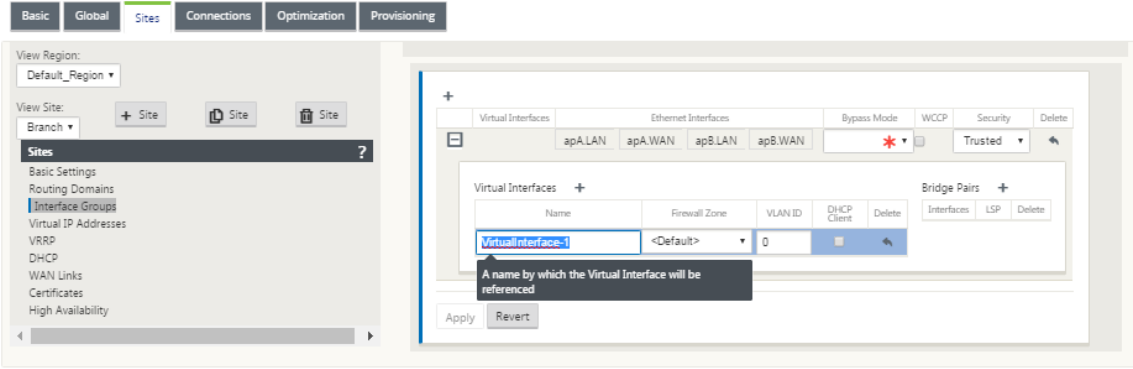 Basic Global Sites Connections Optimization Provisioning
View Region:
Default_Region
View Site:
Branch
+ Site Site Site
Sites ?
Basic Settings
Routing Domains
Interface Groups
Virtual IP Addresses
VRRP
DHCP
WAN Links
Certificates
High Availability
+
Virtual Interfaces Ethernet Interfaces Bypass Mode WCCP Security Delete
apA.LAN apA.WAN apB.LAN apB.WAN Trusted
Virtual Interfaces +
Name Firewall Zone VLAN ID DHCP Client Delete
VirtualInterface-1 <Default> 0
A name by which the Virtual Interface will be
referenced
Bridge Pairs +
Interfaces LSP Delete
Apply Revert